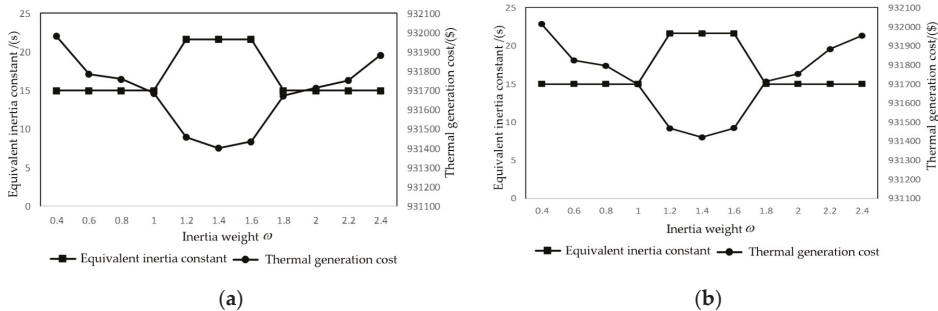 25
20
15
10
5
0
Equivalent inertia constant /(s)
932100
932000
931900
931800
931700
931600
931500
931400
931300
931200
931100
Thermal generation cost/($)
0.4 0.6 0.8 1 1.2 1.4 1.6 1.8 2 2.2 2.4
Inertia weight ω
Equivalent inertia constant Thermal generation cost
(a)
25
20
15
10
5
0
Equivalent inertia constant /(s)
932100
932000
931900
931800
931700
931600
931500
931400
931300
931200
931100
Thermal generation cost/($)
0.4 0.6 0.8 1 1.2 1.4 1.6 1.8 2 2.2 2.4
Inertia weight ω
Equivalent inertia constant Thermal generation cost
(b)